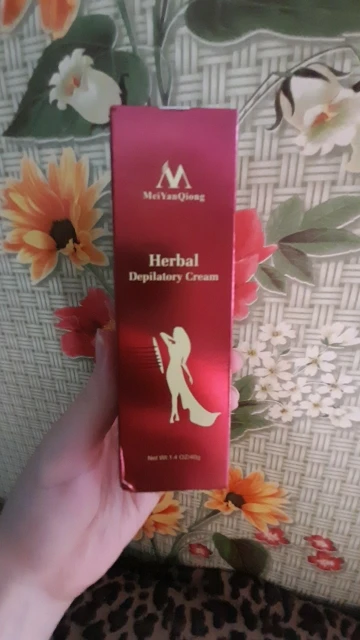 MeiYanQiong
Herbal
Depilatory Cream
Net Wt 1.4 OZ/40g